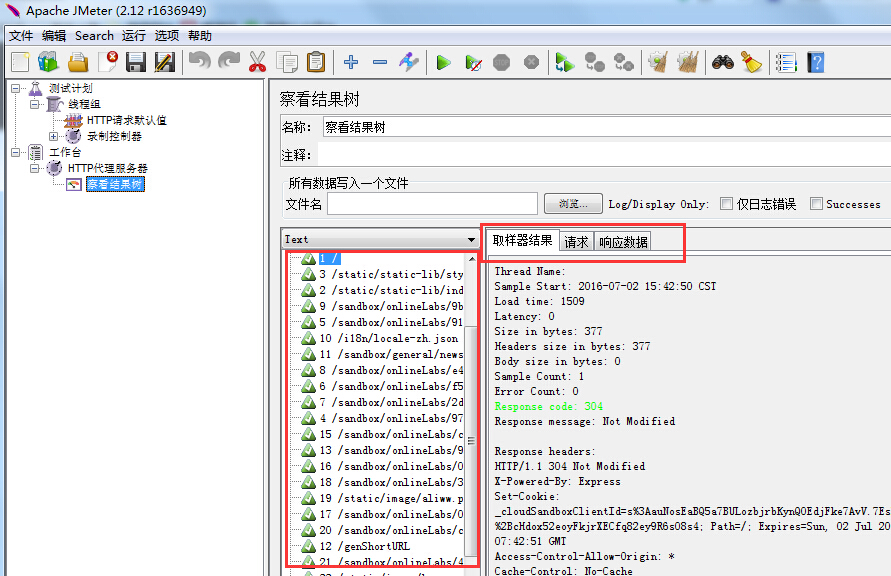 Apache JMeter (2.12 r1636949)
文件 编辑 Search 运行 选项 帮助
测试计划
线程组
HTTP请求默认值
录制控制器
工作台
HTTP代理服务器
察看结果树
察看结果树
名称: 察看结果树
注释:
所有数据写入一个文件
文件名 浏览... Log/Display Only: 仅日志错误 Successes
Text
1 /
3 /static/static-lib/sty
2 /static/static-lib/ind
9 /sandbox/onlineLabs/9b
5 /sandbox/onlineLabs/91
10 /i18n/locale-zh.json
11 /sandbox/general/news
8 /sandbox/onlineLabs/e4
6 /sandbox/onlineLabs/f5
7 /sandbox/onlineLabs/2d
4 /sandbox/onlineLabs/97
15 /sandbox/onlineLabs/c
13 /sandbox/onlineLabs/9
16 /sandbox/onlineLabs/0
18 /sandbox/onlineLabs/3
19 /static/image/aliww.p
17 /sandbox/onlineLabs/0
20 /sandbox/onlineLabs/c
12 /genShortURL
21 /sandbox/onlineLabs/4
取样器结果 请求 响应数据
Thread Name:
Sample Start: 2016-07-02 15:42:50 CST
Load time: 1509
Latency: 0
Size in bytes: 377
Headers size in bytes: 377
Body size in bytes: 0
Sample Count: 1
Error Count: 0
Response code: 304
Response message: Not Modified
Response headers:
HTTP/1.1 304 Not Modified
X-Powered-By: Express
Set-Cookie:
_cloudSandboxClientId=s%3AauNosEaBQ5a7BULozbjrbKynQ0EdjFke7AvV.7Es
%2BcHdox52eoyFkjrXECfq82ey9R6s08s4; Path=/; Expires=Sun, 02 Jul 20
07:42:51 GMT
Access-Control-Allow-Origin: *
Cache-Control: No-Cache